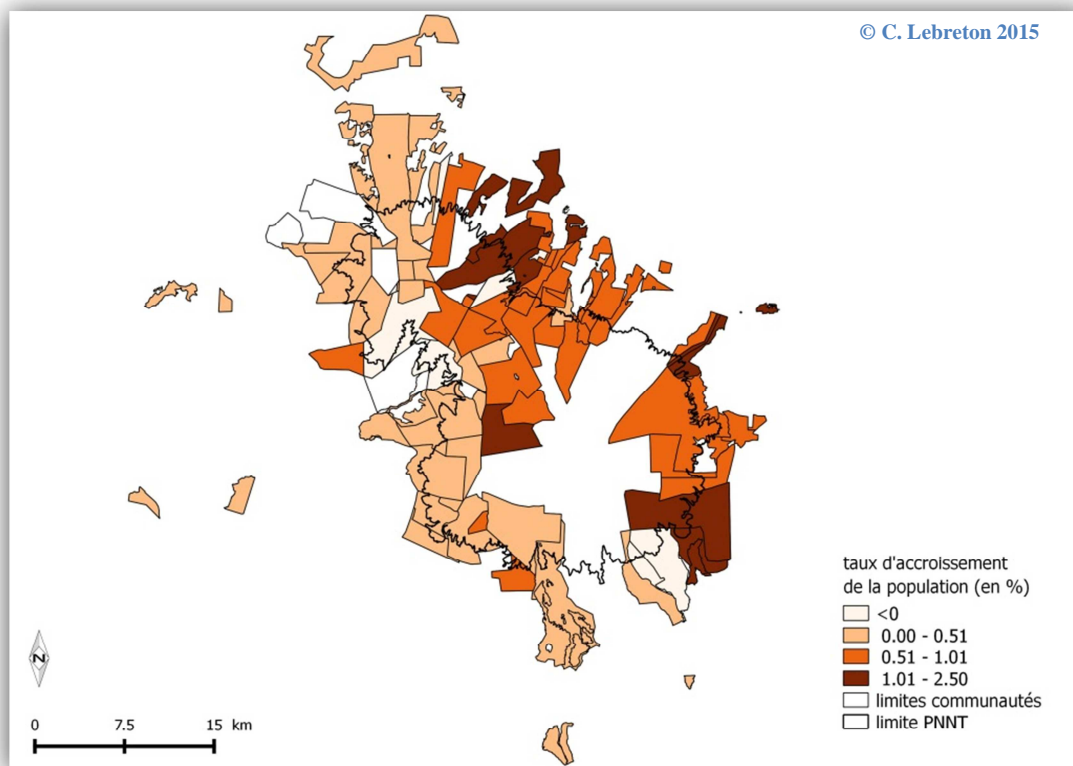 © C. Lebreton 2015
taux d'accroissement
de la population (en %)
<0
0.00 - 0.51
0.51 - 1.01
1.01 - 2.50
limites communautés
limite PNNT
N
0 7.5 15 km